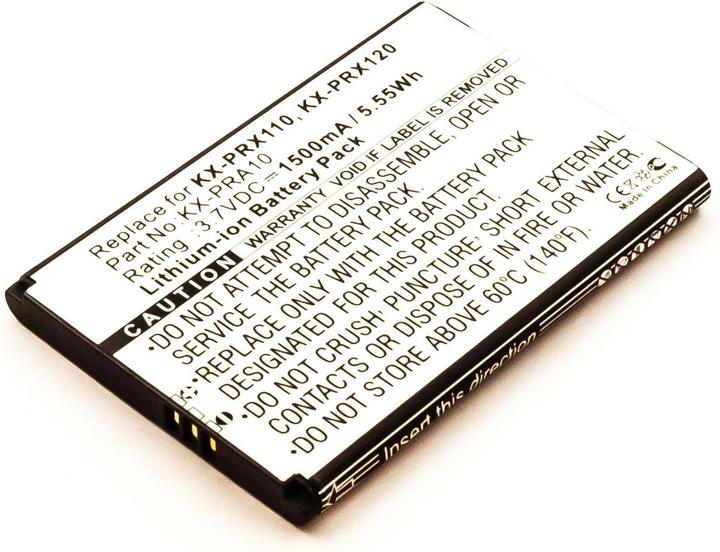 Replace for KX-PRX110, KX-PRX120
Part No: KX-PRA10
Rating :3.7VDC⎓ 1500mA / 5.55Wh
Lithium-Ion Battery Pack
WARRANTY VOID IF LABEL IS REMOVED
CAUTION
•DO NOT ATTEMPT TO DISASSEMBLE, OPEN, OR
SERVICE THE BATTERY PACK.
•REPLACE ONLY WITH THE BATTERY PACK
DESIGNATED FOR THIS PRODUCT.
•DO NOT CRUSH, PUNCTURE; SHORT EXTERNAL
CONTACTS OR DISPOSE OF IN FIRE OR WATER.
•DO NOT STORE ABOVE 60°C (140°F)
CE
Made in China
Insert this direction